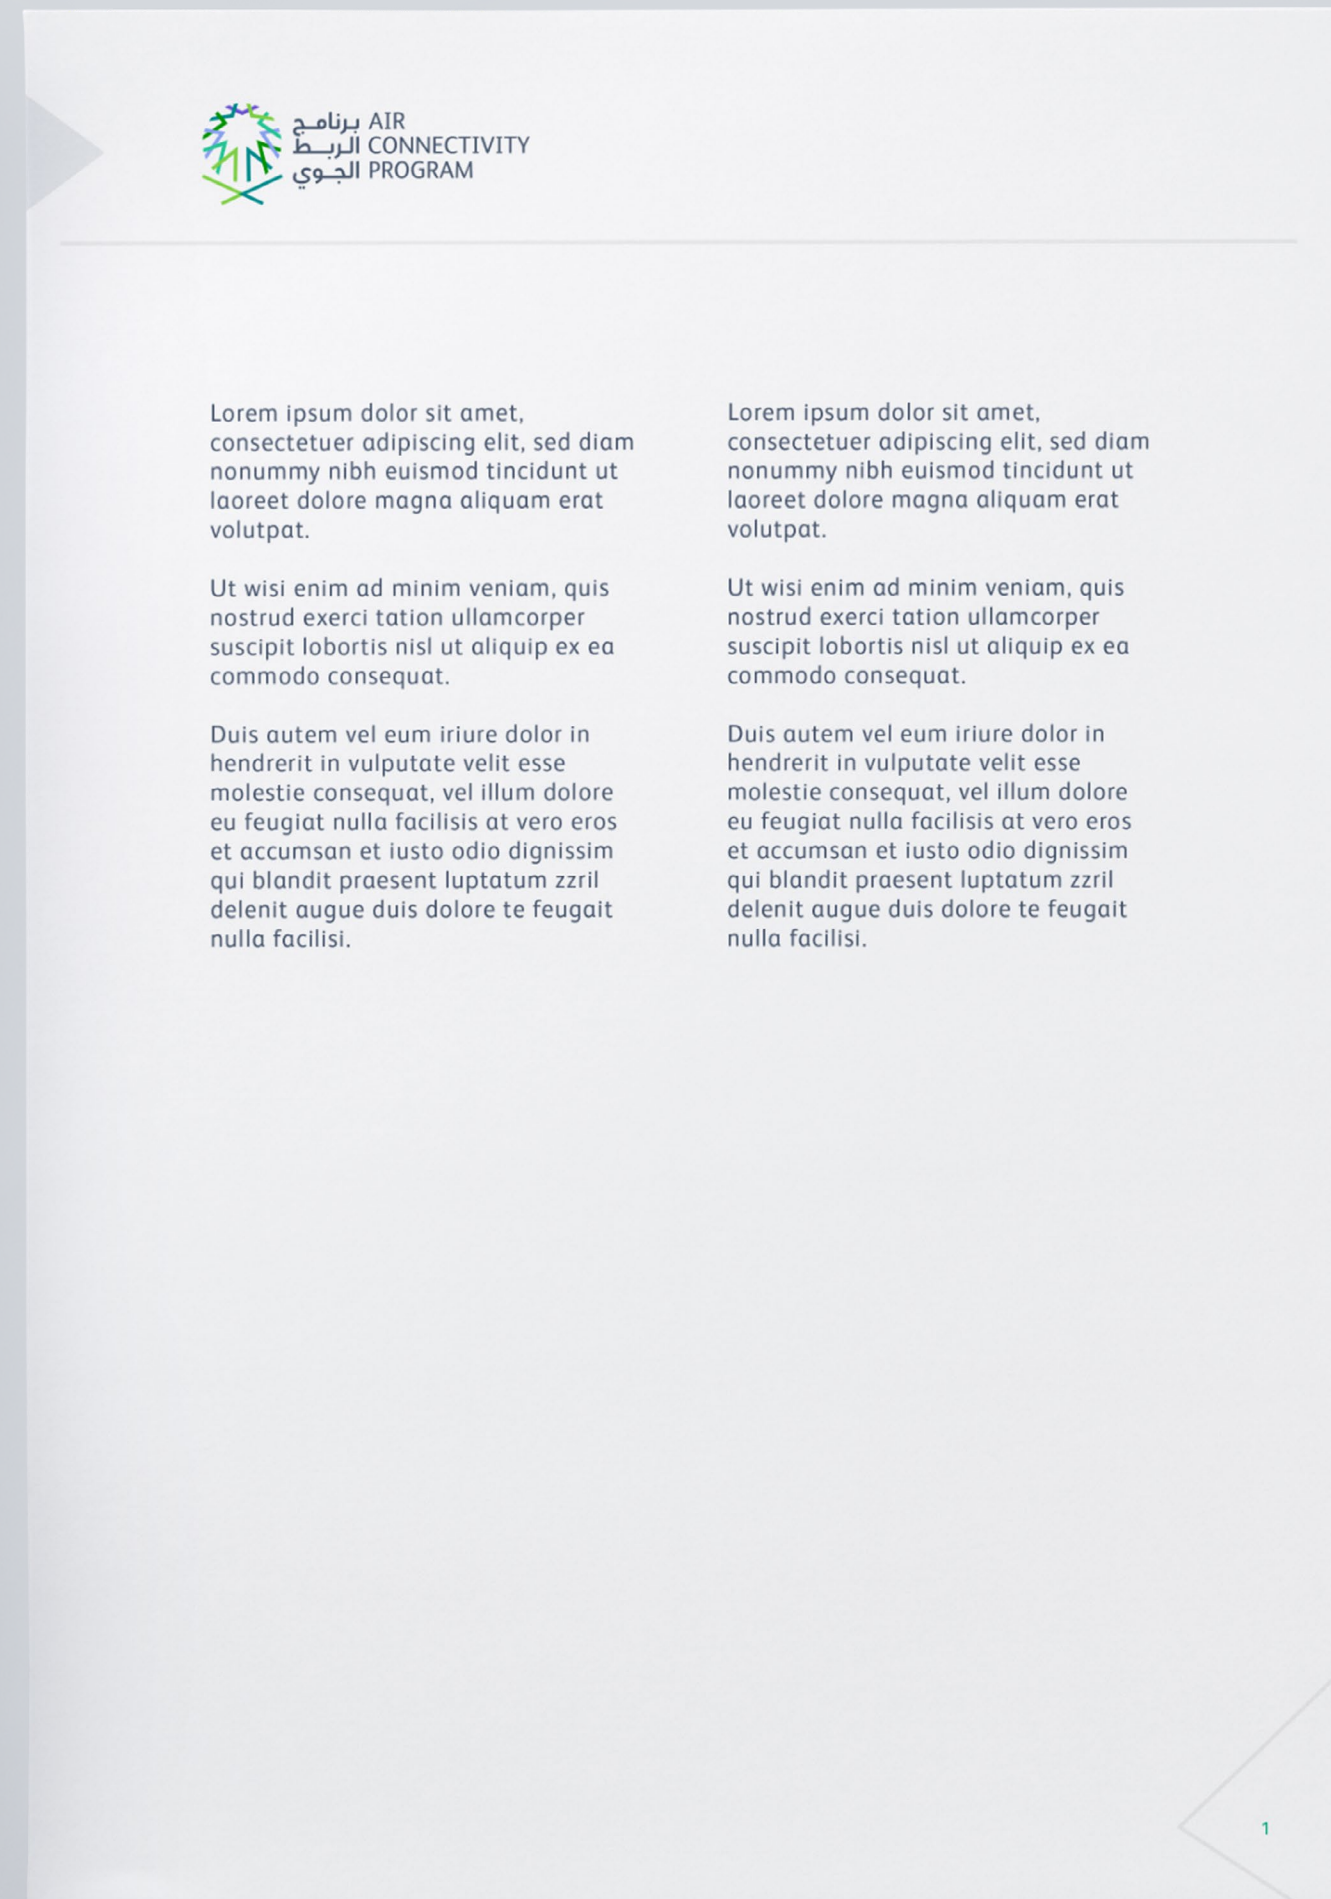 برنامج
الربط
الجوي
AIR
CONNECTIVITY
PROGRAM
Lorem ipsum dolor sit amet,
consectetuer adipiscing elit, sed diam
nonummy nibh euismod tincidunt ut
laoreet dolore magna aliquam erat
volutpat.
Ut wisi enim ad minim veniam, quis
nostrud exerci tation ullamcorper
suscipit lobortis nisl ut aliquip ex ea
commodo consequat.
Duis autem vel eum iriure dolor in
hendrerit in vulputate velit esse
molestie consequat, vel illum dolore
eu feugiat nulla facilisis at vero eros
et accumsan et iusto odio dignissim
qui blandit praesent luptatum zzril
delenit augue duis dolore te feugait
nulla facilisi.
Lorem ipsum dolor sit amet,
consectetuer adipiscing elit, sed diam
nonummy nibh euismod tincidunt ut
laoreet dolore magna aliquam erat
volutpat.
Ut wisi enim ad minim veniam, quis
nostrud exerci tation ullamcorper
suscipit lobortis nisl ut aliquip ex ea
commodo consequat.
Duis autem vel eum iriure dolor in
hendrerit in vulputate velit esse
molestie consequat, vel illum dolore
eu feugiat nulla facilisis at vero eros
et accumsan et iusto odio dignissim
qui blandit praesent luptatum zzril
delenit augue duis dolore te feugait
nulla facilisi.
1